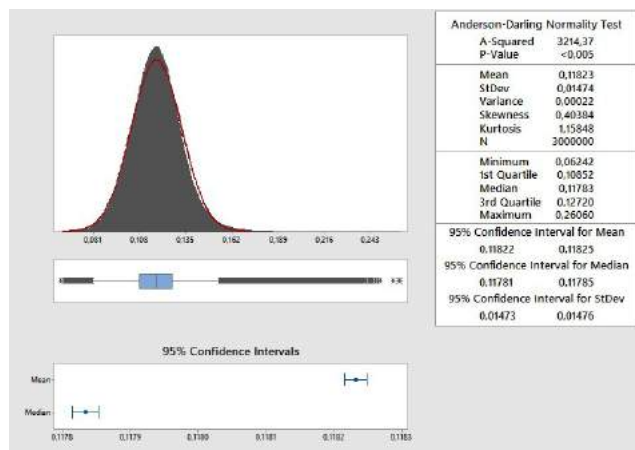 Anderson-Darling Normality Test
A-Squared 3214,37
P-Value <0,005
Mean 0,11823
StDev 0,01474
Variance 0,00022
Skewness 0,40384
Kurtosis 1,15848
N 3000000
Minimum 0,06242
1st Quartile 0,10852
Median 0,11783
3rd Quartile 0,12720
Maximum 0,26060
95% Confidence Interval for Mean
0,11822 0,11825
95% Confidence Interval for Median
0,11781 0,11785
95% Confidence Interval for StDev
0,01473 0,01476
0,081 0,108 0,135 0,162 0,189 0,216 0,243
95% Confidence Intervals
Mean
Median
0,1178 0,1179 0,1180 0,1181 0,1182 0,1183